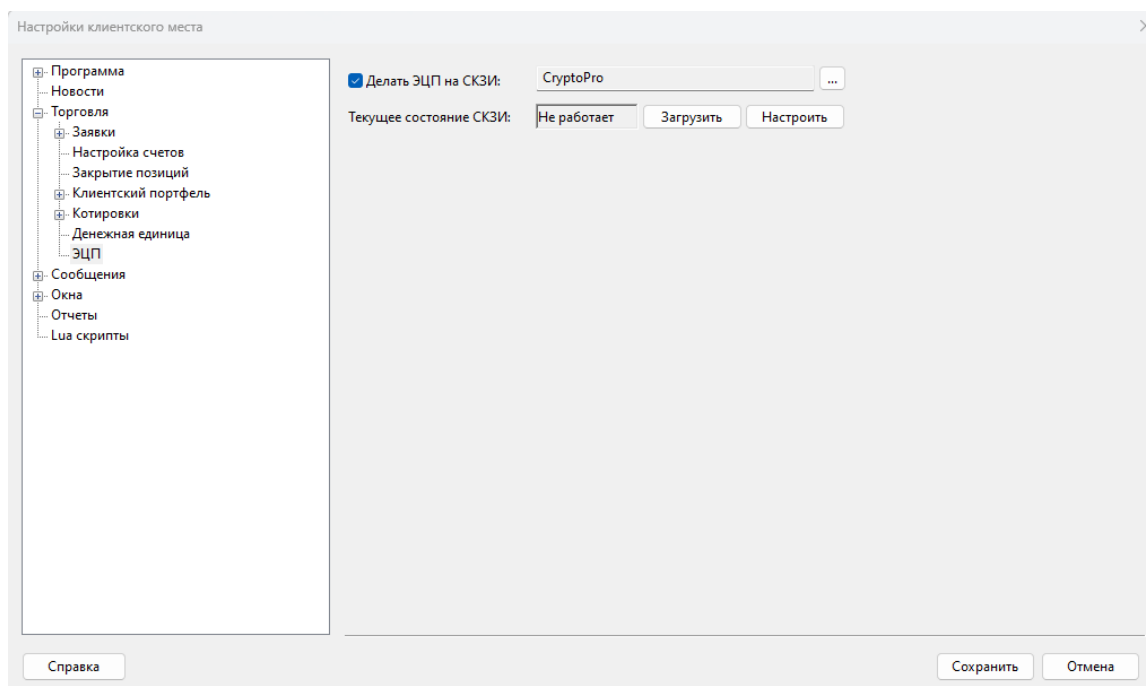 Настройки клиентского места
Программа
Новости
Торговля
Заявки
Настройка счетов
Закрытие позиций
Клиентский портфель
Котировки
Денежная единица
ЭЦП
Сообщения
Окна
Отчеты
Lua скрипты
Делать ЭЦП на СКЗИ: CryptoPro ...
Текущее состояние СКЗИ: Не работает Загрузить Настроить
Справка Сохранить Отмена